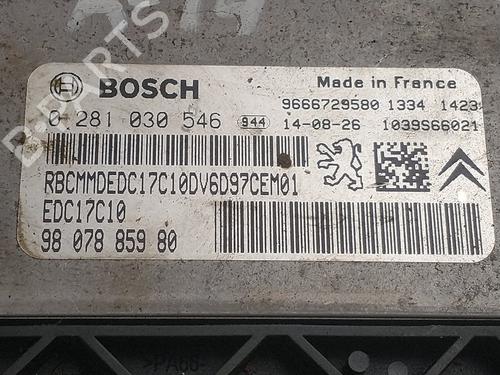 BOSCH
Made in France
9666729580 1334 1423
0 281 030 546 944 14-08-26 1039S66021
RBCMMDEDC17C10DV6D97CEM01
EDC17C10
98 078 859 80
B-PARTS